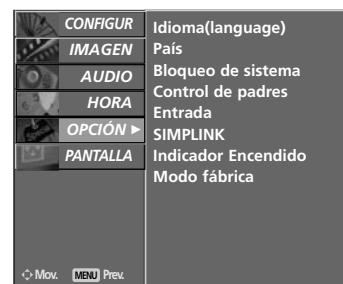 CONFIGUR
IMAGEN
AUDIO
HORA
OPCIÓN ►
PANTALLA
Mov. MENU Prev.
Idioma(language)
País
Bloqueo de sistema
Control de padres
Entrada
SIMPLINK
Indicador Encendido
Modo fábrica